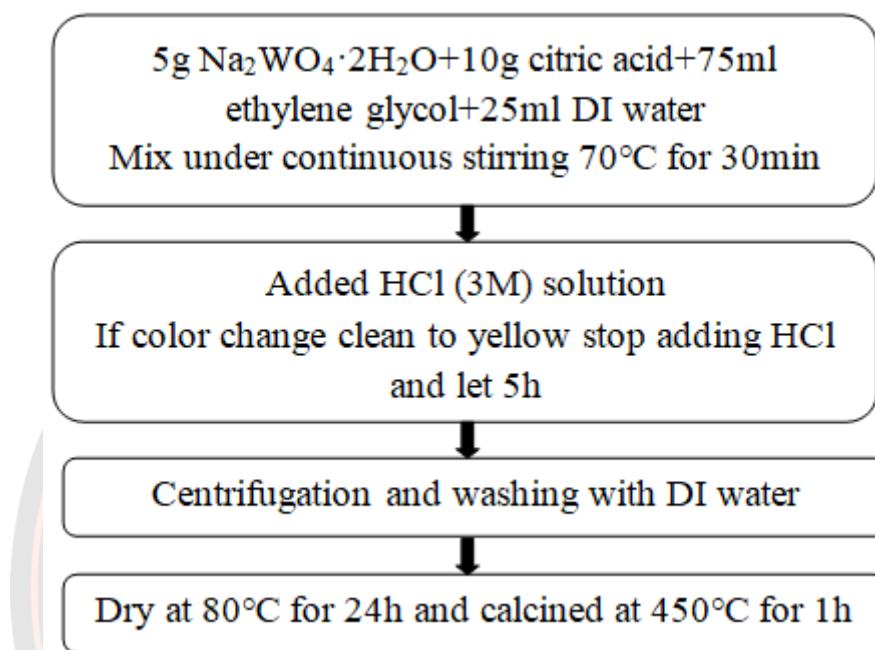 5g Na₂WO₄·2H₂O+10g citric acid+75ml
ethylene glycol+25ml DI water
Mix under continuous stirring 70°C for 30min
Added HCl (3M) solution
If color change clean to yellow stop adding HCl
and let 5h
Centrifugation and washing with DI water
Dry at 80°C for 24h and calcined at 450°C for 1h